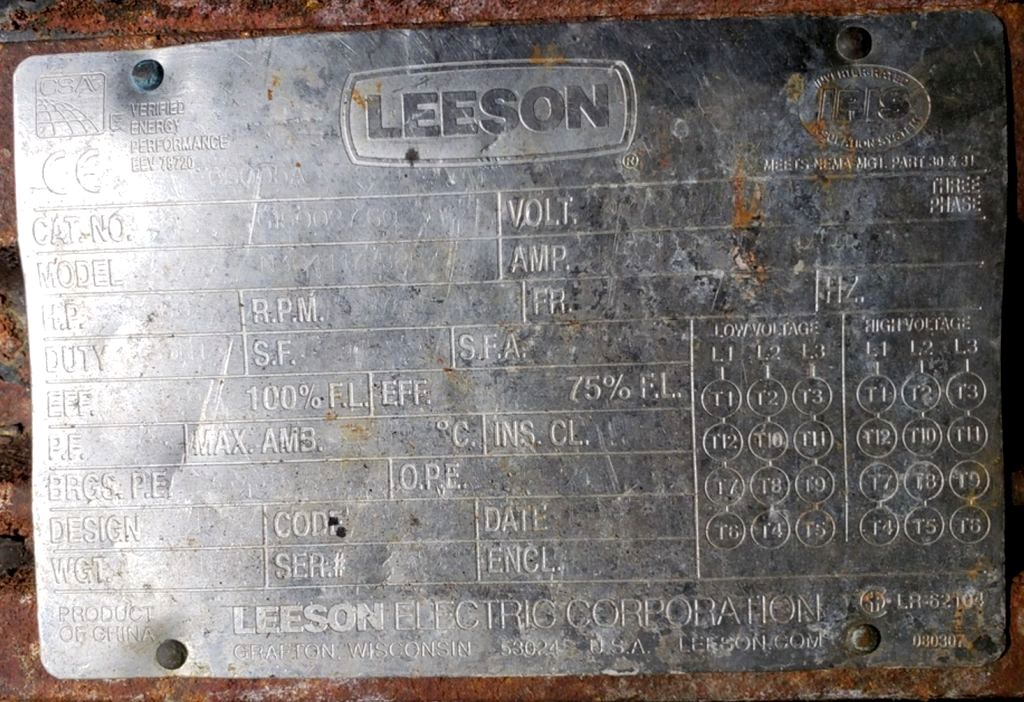 CSA
VERIFIED
ENERGY
PERFORMANCE
EEV 78720
CE
LEESON
®
INVERTER-RATED
IRIS
INSULATION SYSTEM
MEETS NEMA MG1, PART 30 & 31
THREE
PHASE
CAT. NO. VOLT.
MODEL AMP.
H.P. R.P.M. FR. HZ.
DUTY S.F. S.F.A.
EFF. 100% F.L. EFF. 75% F.L.
P.F. MAX. AMB. °C. INS. CL.
BRGS. P.E. O.P.E.
DESIGN CODE DATE
WGT. SER.# ENCL.
LOW VOLTAGE HIGH VOLTAGE
L1 L2 L3 L1 L2 L3
T1 T2 T3 T1 T2 T3
T12 T10 T11 T12 T10 T11
T7 T8 T9 T7 T8 T9
T6 T4 T5 T4 T5 T6
PRODUCT
OF CHINA
LEESON ELECTRIC CORPORATION
GRAFTON, WISCONSIN 53024 U.S.A. LEESON.COM
LR-62104
080307